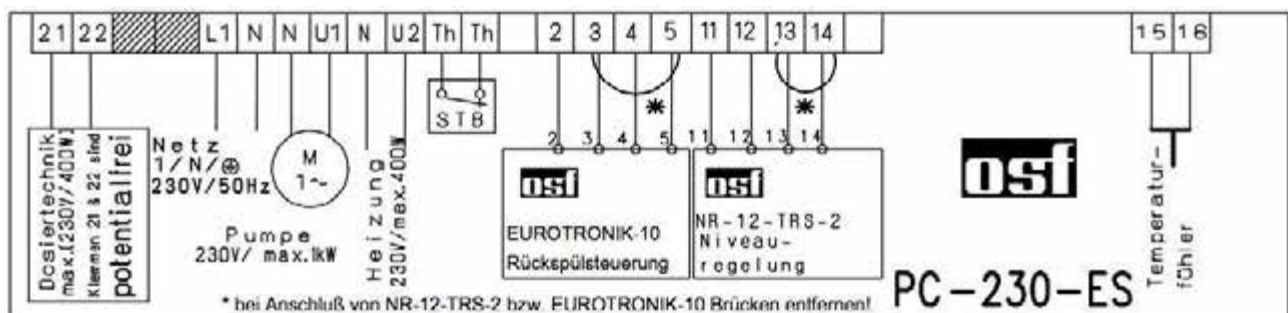 21 22 L1 N N U1 N U2 Th Th 2 3 4 5 11 12 13 14 15 16
Dosiertechnik
max.(230V/400W)
Klemmen 21 & 22 sind
potentialfrei
Netz
1/N/⏚
230V/50Hz
M
1~
Pumpe
230V/ max.1kW
Heizung
230V/max.400W
STB
* *
2 3 4 5 11 12 13 14
osf
EUROTRONIK-10
Rückspülsteuerung
osf
NR-12-TRS-2
Niveau-
regelung
osf
PC-230-ES
Temperatur-
fühler
* bei Anschluß von NR-12-TRS-2 bzw. EUROTRONIK-10 Brücken entfernen!